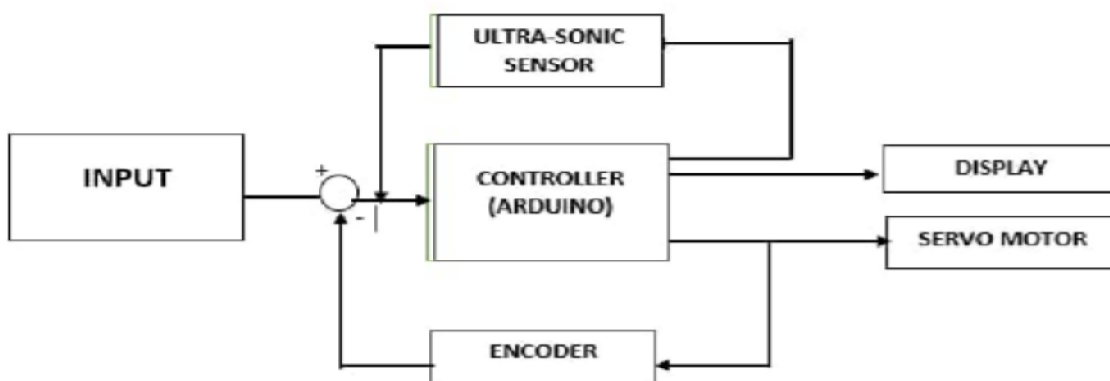 ULTRA-SONIC
SENSOR
INPUT
+
-
CONTROLLER
(ARDUINO)
DISPLAY
SERVO MOTOR
ENCODER